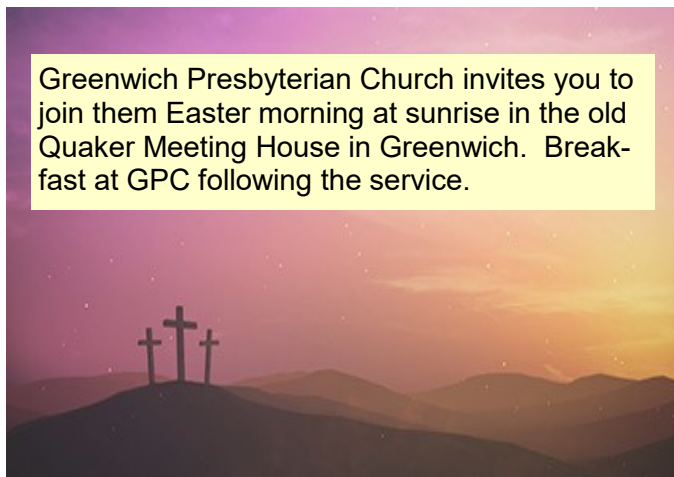 Greenwich Presbyterian Church invites you to
join them Easter morning at sunrise in the old
Quaker Meeting House in Greenwich.  Break-
fast at GPC following the service.